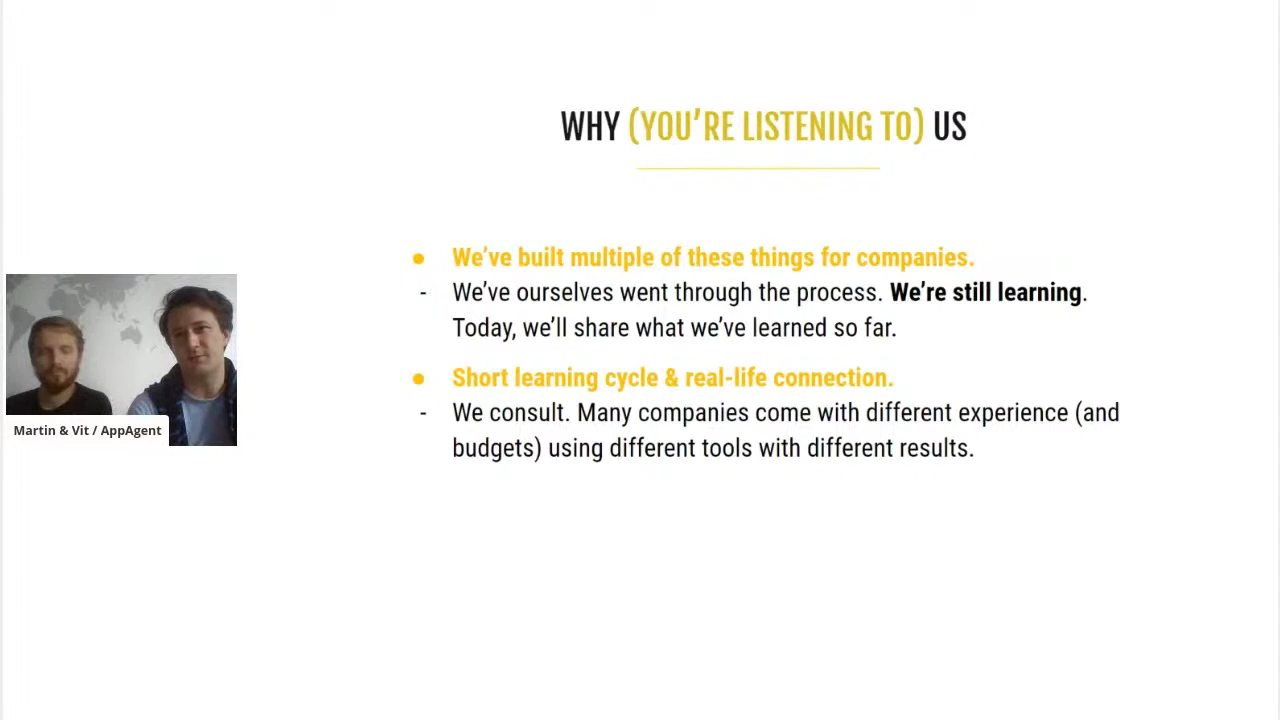 WHY (YOU'RE LISTENING TO) US
● We've built multiple of these things for companies.
- We've ourselves went through the process. We're still learning.
Today, we'll share what we've learned so far.
● Short learning cycle & real-life connection.
- We consult. Many companies come with different experience (and
budgets) using different tools with different results.
Martin & Vit / AppAgent